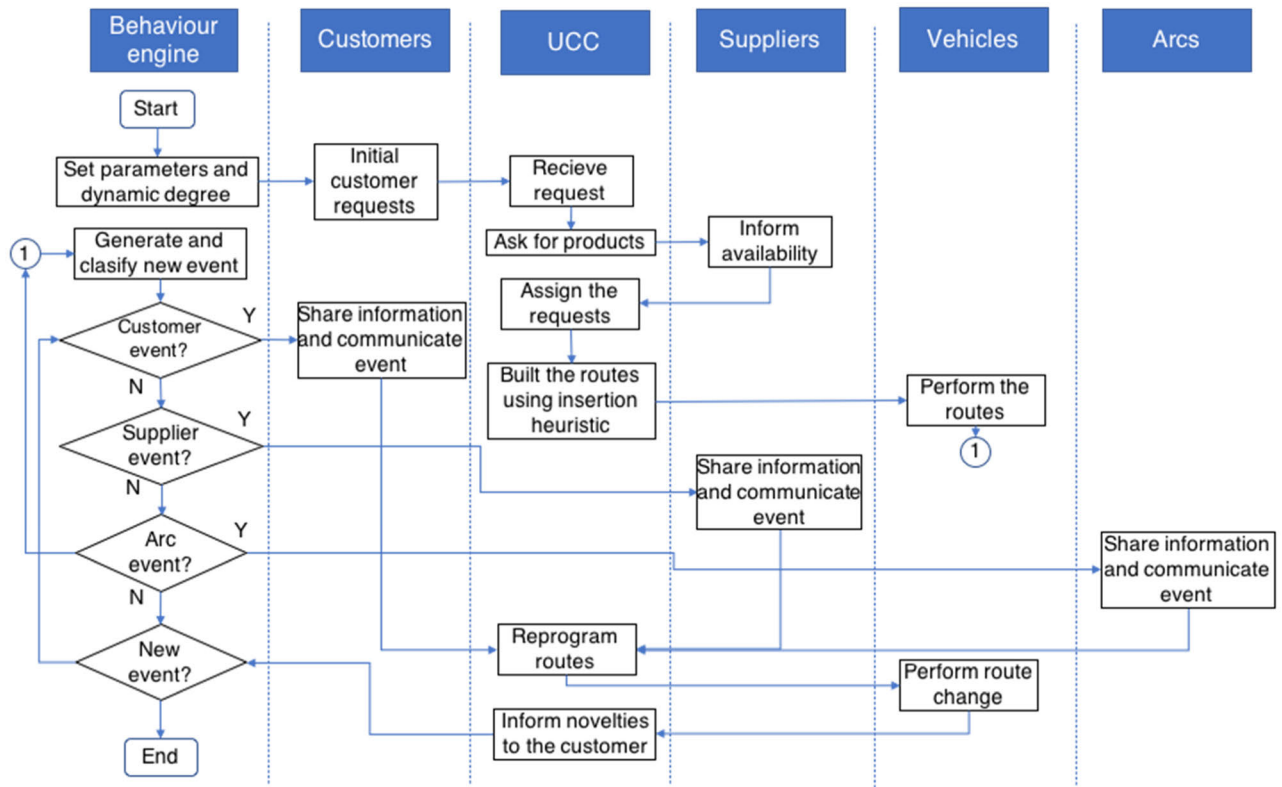 Behaviour
engine
Customers
UCC
Suppliers
Vehicles
Arcs
Start
Set parameters and
dynamic degree
Initial
customer
requests
Recieve
request
Ask for products
Inform
availability
1
Generate and
clasify new event
Assign the
requests
Customer
event?
Y
N
Share information
and communicate
event
Built the routes
using insertion
heuristic
Perform the
routes
1
Supplier
event?
Y
N
Share information
and communicate
event
Arc
event?
Y
N
Share information
and communicate
event
New
event?
Reprogram
routes
Perform route
change
Inform novelties
to the customer
End